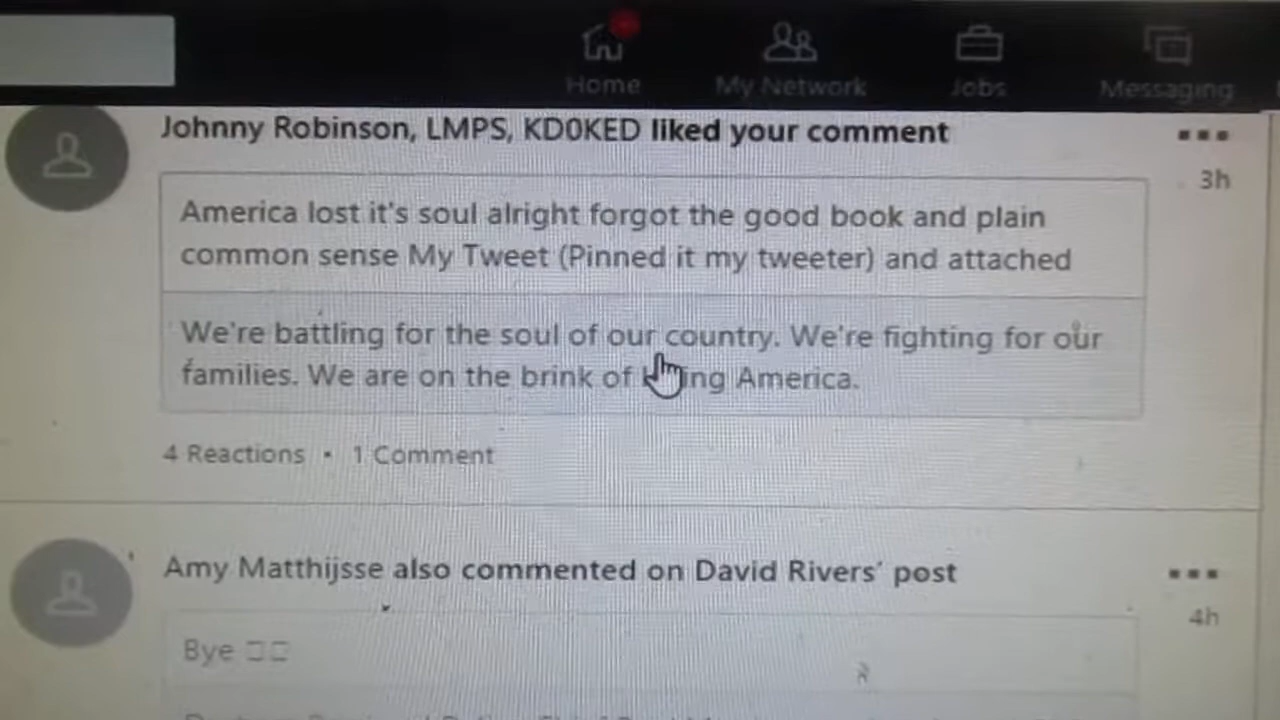 Home
My Network
Jobs
Messaging
Johnny Robinson, LMPS, KD0KED liked your comment
3h
America lost it's soul alright forgot the good book and plain
common sense My Tweet (Pinned it my tweeter) and attached
We're battling for the soul of our country. We're fighting for our
families. We are on the brink of America.
4 Reactions • 1 Comment
Amy Matthijsse also commented on David Rivers' post
4h
Bye